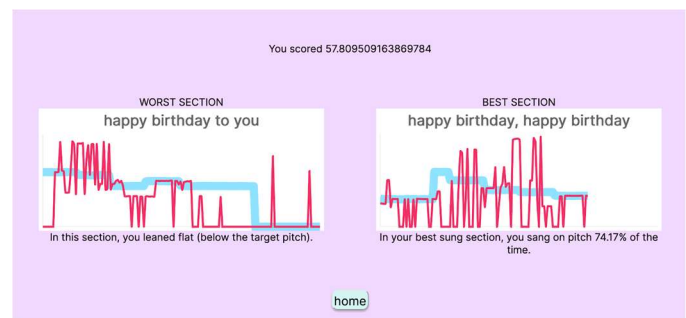 You scored 57.809509163869784
WORST SECTION
happy birthday to you
In this section, you leaned flat (below the target pitch).
BEST SECTION
happy birthday, happy birthday
In your best sung section, you sang on pitch 74.17% of the
time.
home